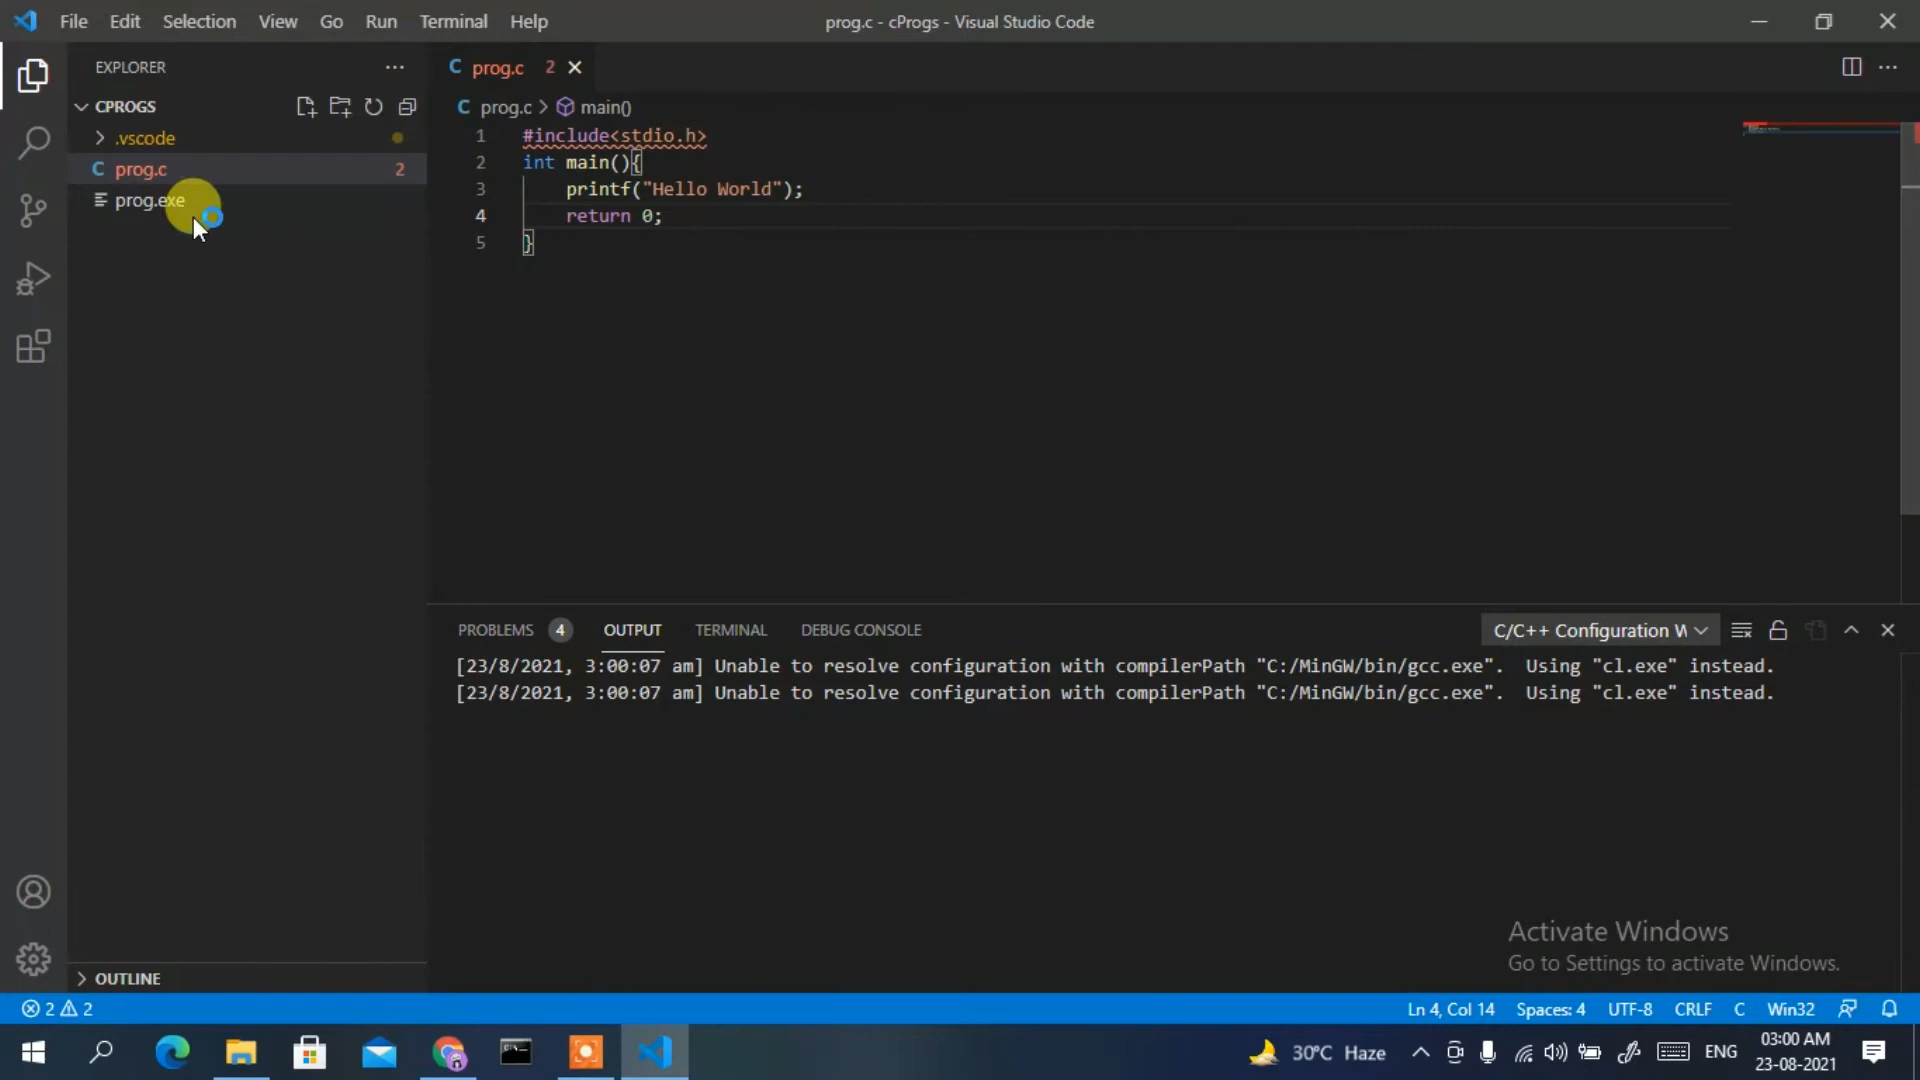 File Edit Selection View Go Run Terminal Help
prog.c - cProgs - Visual Studio Code
EXPLORER
CPROGS
.vscode
prog.c 2
prog.exe
OUTLINE
prog.c 2
prog.c > main()
1 #include<stdio.h>
2 int main(){
3 printf("Hello World");
4 return 0;
5 }
PROBLEMS 4 OUTPUT TERMINAL DEBUG CONSOLE
C/C++ Configuration W
[23/8/2021, 3:00:07 am] Unable to resolve configuration with compilerPath "C:/MinGW/bin/gcc.exe". Using "cl.exe" instead.
[23/8/2021, 3:00:07 am] Unable to resolve configuration with compilerPath "C:/MinGW/bin/gcc.exe". Using "cl.exe" instead.
Activate Windows
Go to Settings to activate Windows.
2 2
Ln 4, Col 14 Spaces: 4 UTF-8 CRLF C Win32
30°C Haze
ENG
03:00 AM
23-08-2021